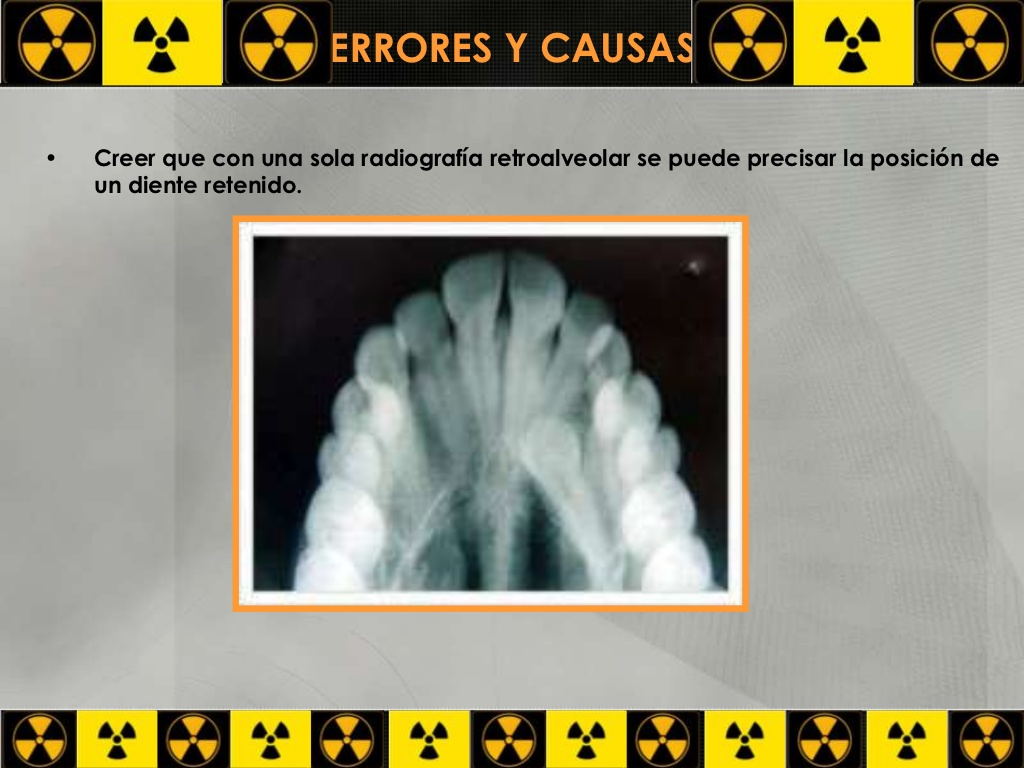 ERRORES Y CAUSAS
• Creer que con una sola radiografía retroalveolar se puede precisar la posición de
un diente retenido.